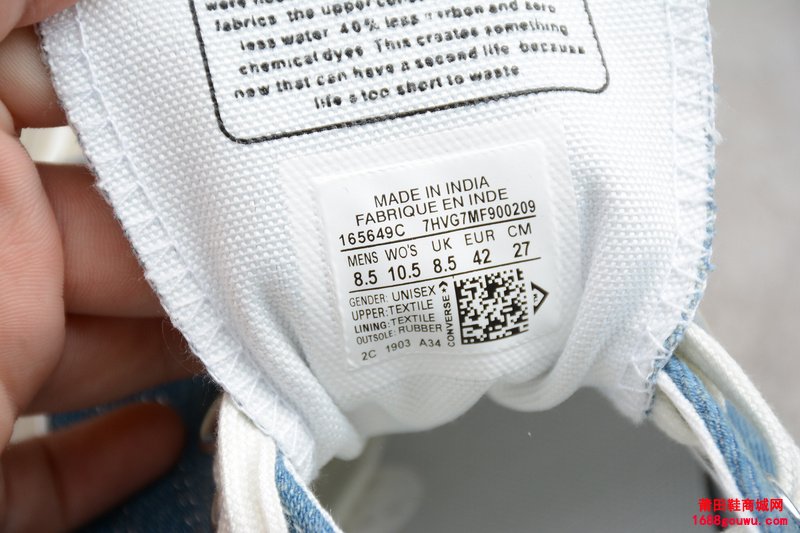 fabrics, the upper
less water, 40% less carbon and zero
chemical dyes. This creates something
new that can have a second life because
life s too short to waste
MADE IN INDIA
FABRIQUE EN INDE
165649C 7HVG7MF900209
MENS WO'S UK EUR CM
8.5 10.5 8.5 42 27
GENDER: UNISEX
UPPER: TEXTILE
LINING: TEXTILE
OUTSOLE: RUBBER
CONVERSE
2C 1903 A34
莆田鞋商城网
1688gouwu.com